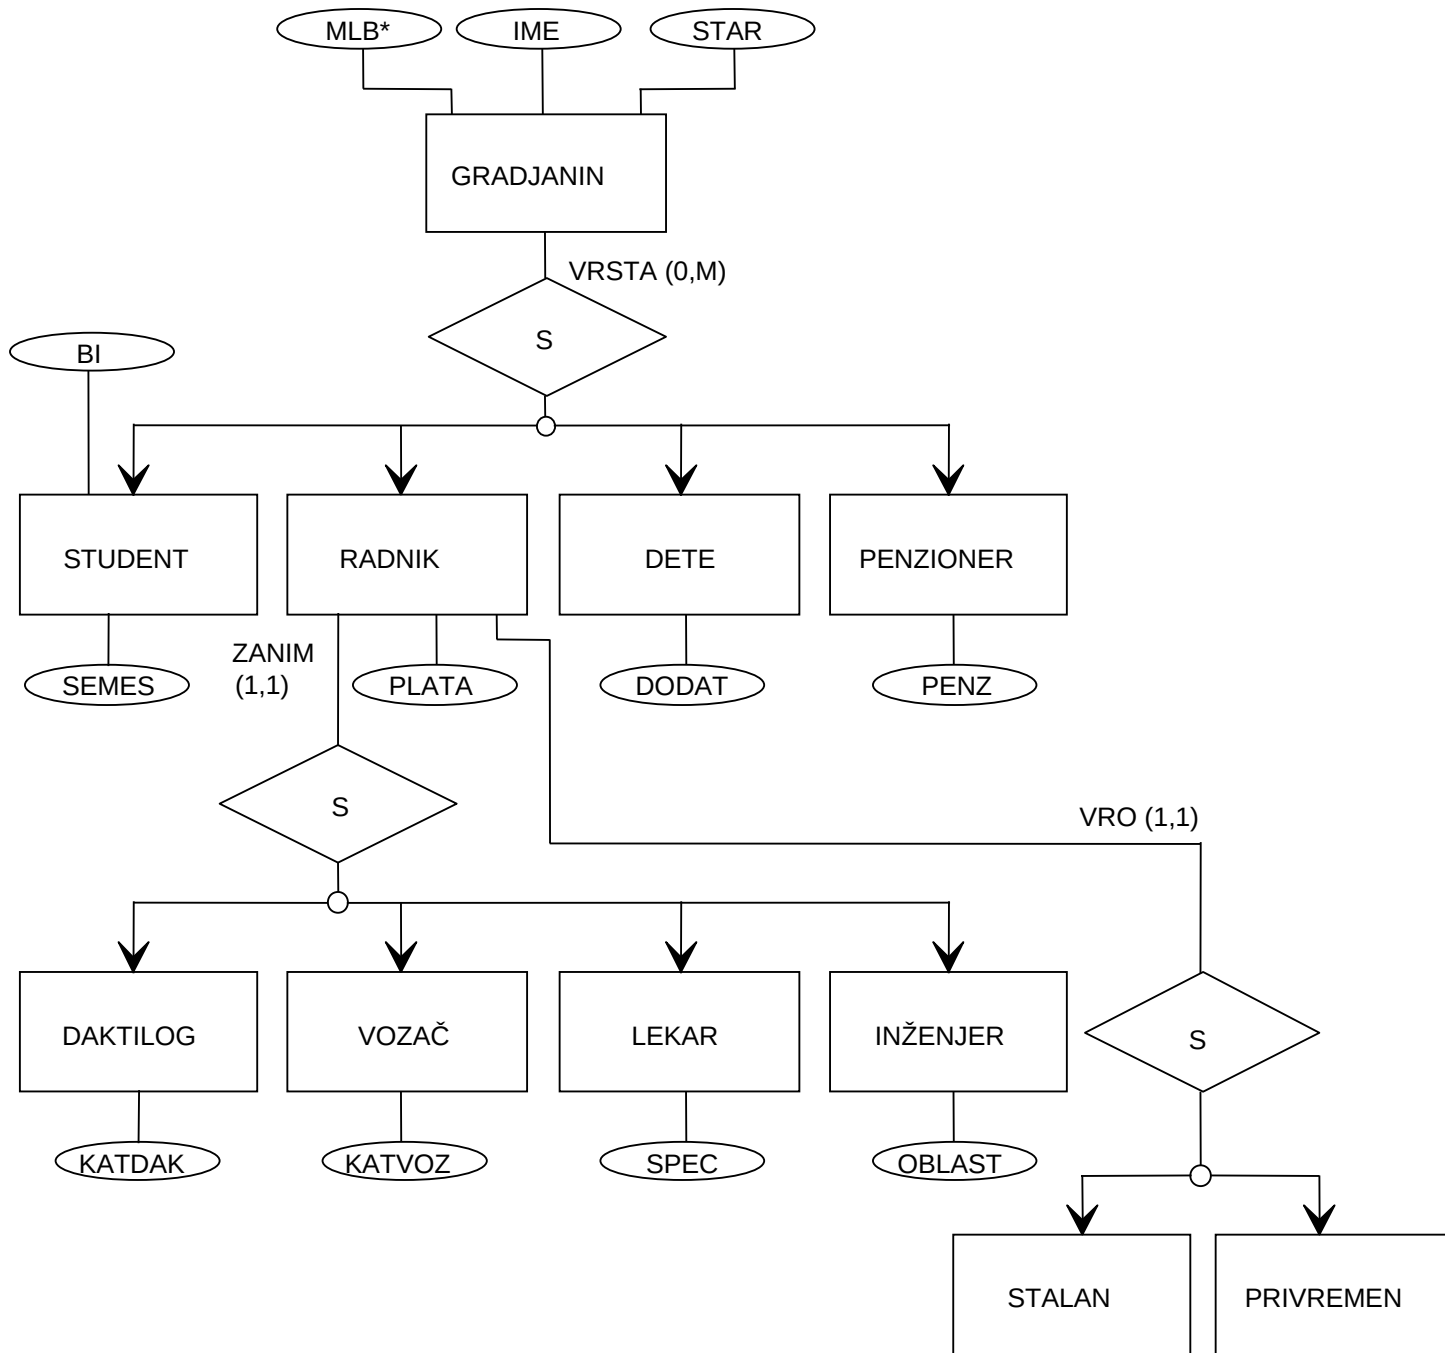 MLB*
IME
STAR
GRADJANIN
VRSTA (0,M)
S
BI
STUDENT
RADNIK
DETE
PENZIONER
ZANIM
(1,1)
SEMES
PLATA
DODAT
PENZ
S
VRO (1,1)
DAKTILOG
VOZAČ
LEKAR
INŽENJER
S
KATDAK
KATVOZ
SPEC
OBLAST
STALAN
PRIVREMEN